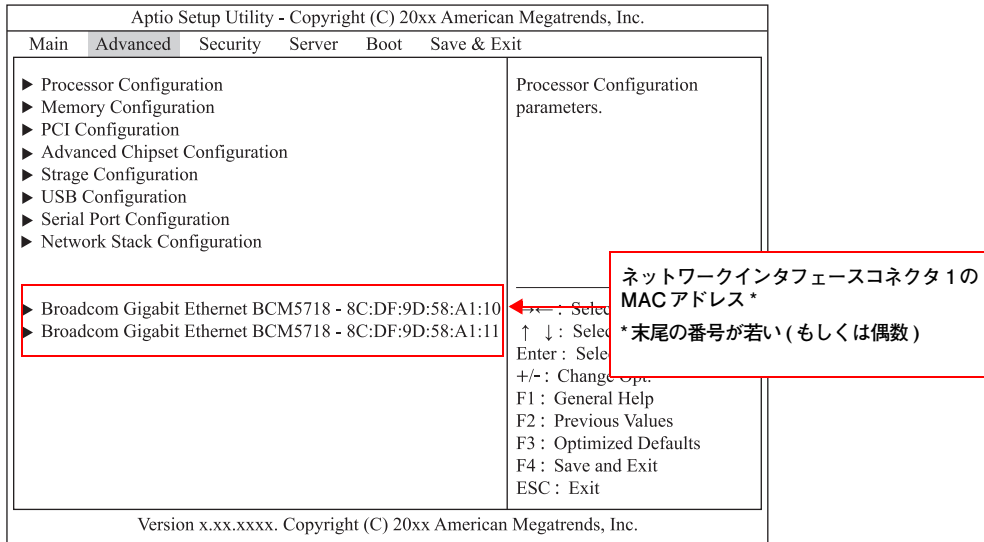 Aptio Setup Utility - Copyright (C) 20xx American Megatrends, Inc.
Main Advanced Security Server Boot Save & Exit
▶ Processor Configuration
▶ Memory Configuration
▶ PCI Configuration
▶ Advanced Chipset Configuration
▶ Strage Configuration
▶ USB Configuration
▶ Serial Port Configuration
▶ Network Stack Configuration
▶ Broadcom Gigabit Ethernet BCM5718 - 8C:DF:9D:58:A1:10
▶ Broadcom Gigabit Ethernet BCM5718 - 8C:DF:9D:58:A1:11
Processor Configuration
parameters.
ネットワークインタフェースコネクタ 1 の
MAC アドレス *
* 末尾の番号が若い ( もしくは偶数 )
→← :
↑ ↓ :
Enter :
+/- : Change Opt.
F1 : General Help
F2 : Previous Values
F3 : Optimized Defaults
F4 : Save and Exit
ESC : Exit
Version x.xx.xxxx. Copyright (C) 20xx American Megatrends, Inc.